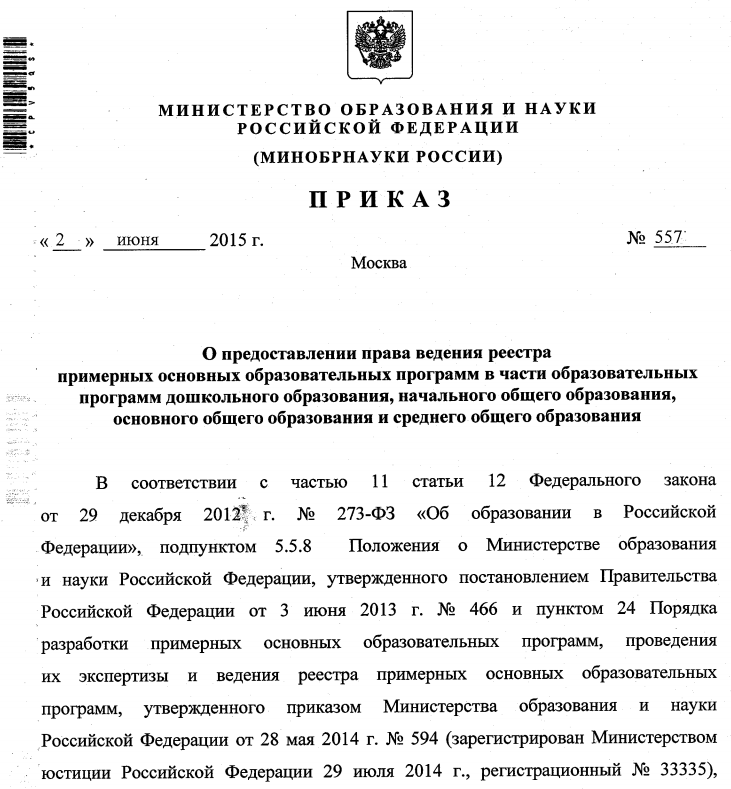 МИНИСТЕРСТВО ОБРАЗОВАНИЯ И НАУКИ
РОССИЙСКОЙ ФЕДЕРАЦИИ
(МИНОБРНАУКИ РОССИИ)
ПРИКАЗ
« 2 » июня 2015 г. № 557
Москва
О предоставлении права ведения реестра
примерных основных образовательных программ в части образовательных
программ дошкольного образования, начального общего образования,
основного общего образования и среднего общего образования
В соответствии с частью 11 статьи 12 Федерального закона
от 29 декабря 2012 г. № 273-ФЗ «Об образовании в Российской
Федерации», подпунктом 5.5.8 Положения о Министерстве образования
и науки Российской Федерации, утвержденного постановлением Правительства
Российской Федерации от 3 июня 2013 г. № 466 и пунктом 24 Порядка
разработки примерных основных образовательных программ, проведения
их экспертизы и ведения реестра примерных основных образовательных
программ, утвержденного приказом Министерства образования и науки
Российской Федерации от 28 мая 2014 г. № 594 (зарегистрирован Министерством
юстиции Российской Федерации 29 июля 2014 г., регистрационный № 33335),